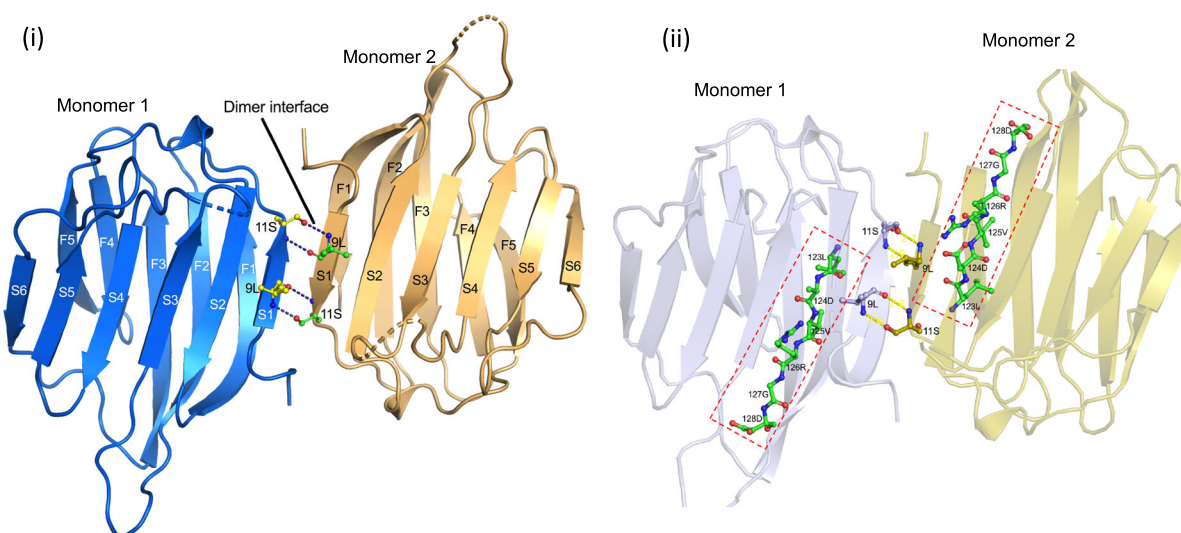 (i)
Monomer 1
Dimer interface
Monomer 2
F5
F4
F3
F2
F1
S6
S5
S4
S3
S2
S1
11S
9L
9L
11S
F1
F2
F3
F4
F5
S1
S2
S3
S4
S5
S6
(ii)
Monomer 1
Monomer 2
11S
9L
9L
11S
123L
124D
125V
126R
127G
128D
128D
127G
126R
125V
124D
123L